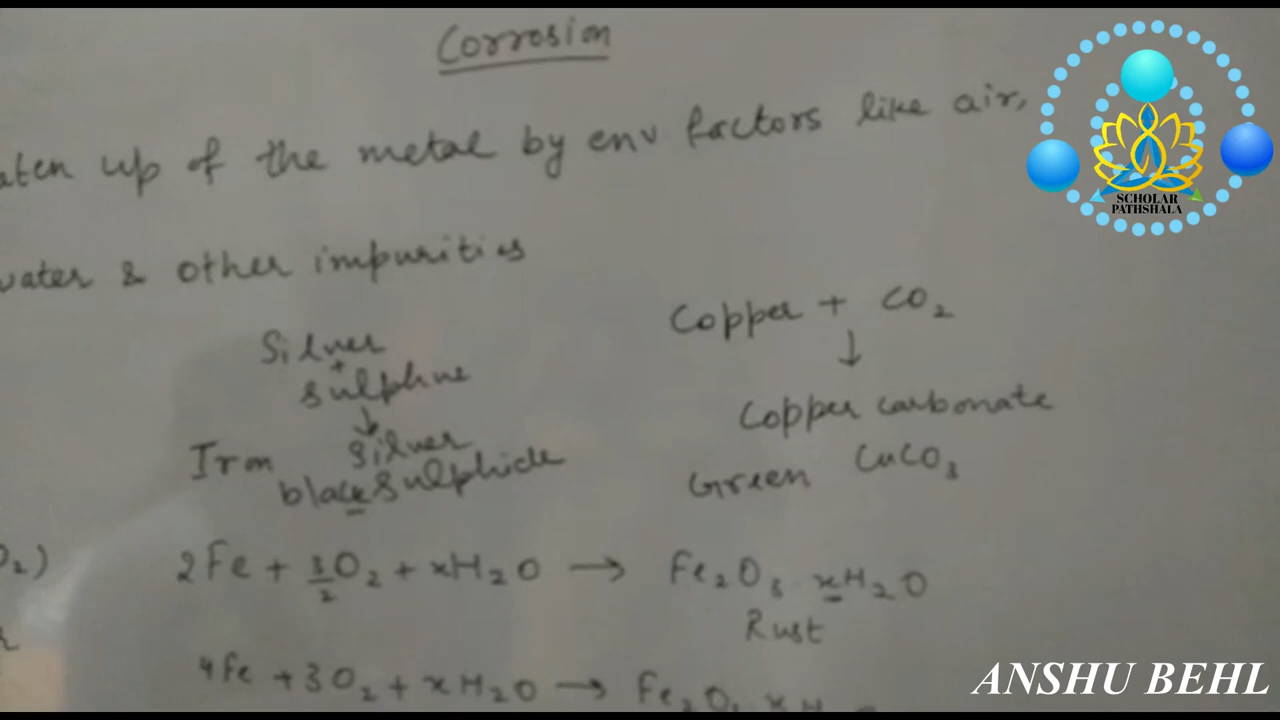 Corrosion
aten up of the metal by env factors like air,
water & other impurities
Silver
+
Sulphur
↓
Silver
black Sulphide
Copper + CO₂
↓
Copper carbonate
Green CuCO₃
Iron
O₂)
2Fe + 3/2 O₂ + xH₂O → Fe₂O₃ xH₂O
Rust
4Fe + 3O₂ + xH₂O → Fe₂O₃ xH
SCHOLAR
PATHSHALA
ANSHU BEHL